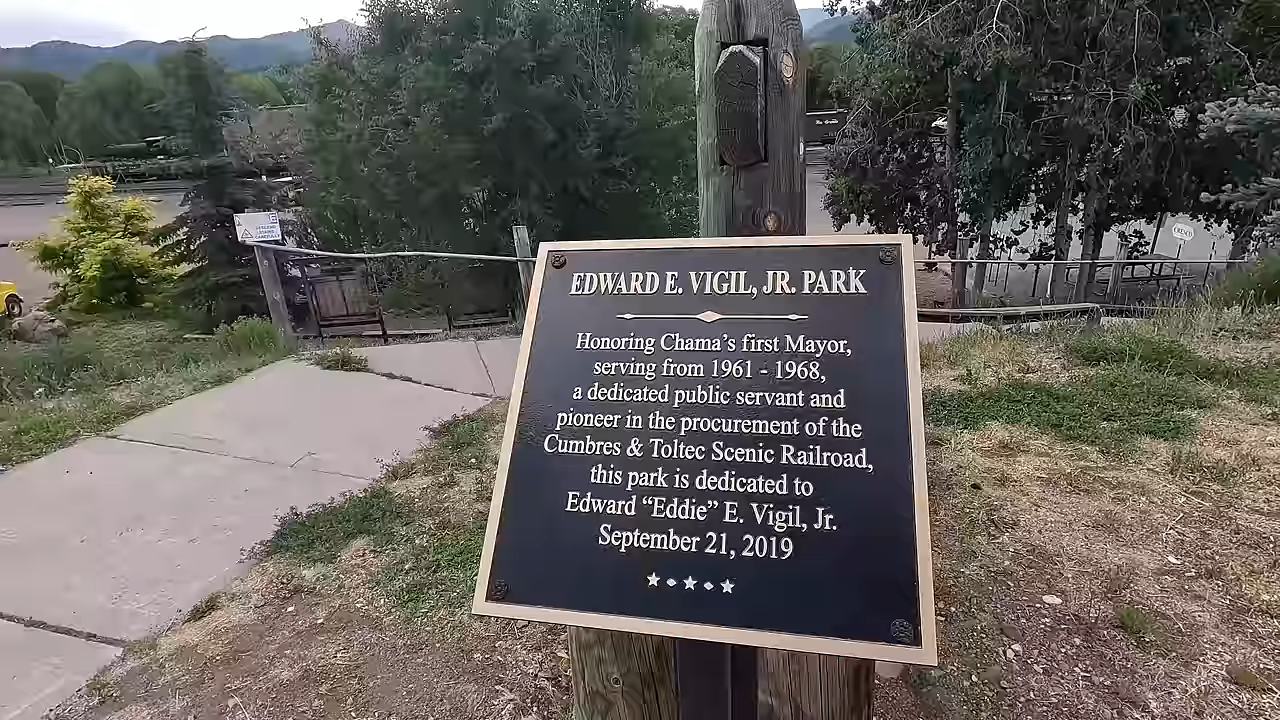 EDWARD E. VIGIL, JR. PARK
Honoring Chama's first Mayor,
serving from 1961 - 1968,
a dedicated public servant and
pioneer in the procurement of the
Cumbres & Toltec Scenic Railroad,
this park is dedicated to
Edward “Eddie” E. Vigil, Jr.
September 21, 2019